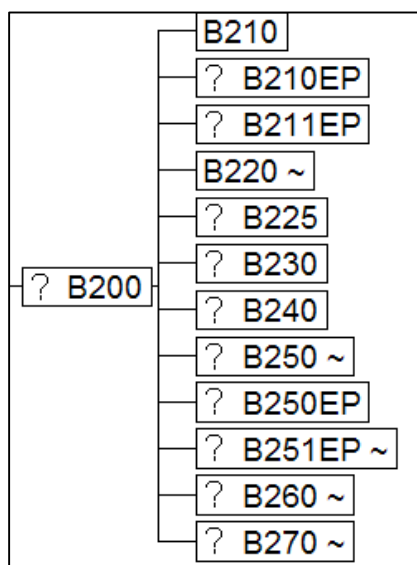 B210
? B210EP
? B211EP
B220 ~
? B225
? B230
? B200
? B240
? B250 ~
? B250EP
? B251EP ~
? B260 ~
? B270 ~